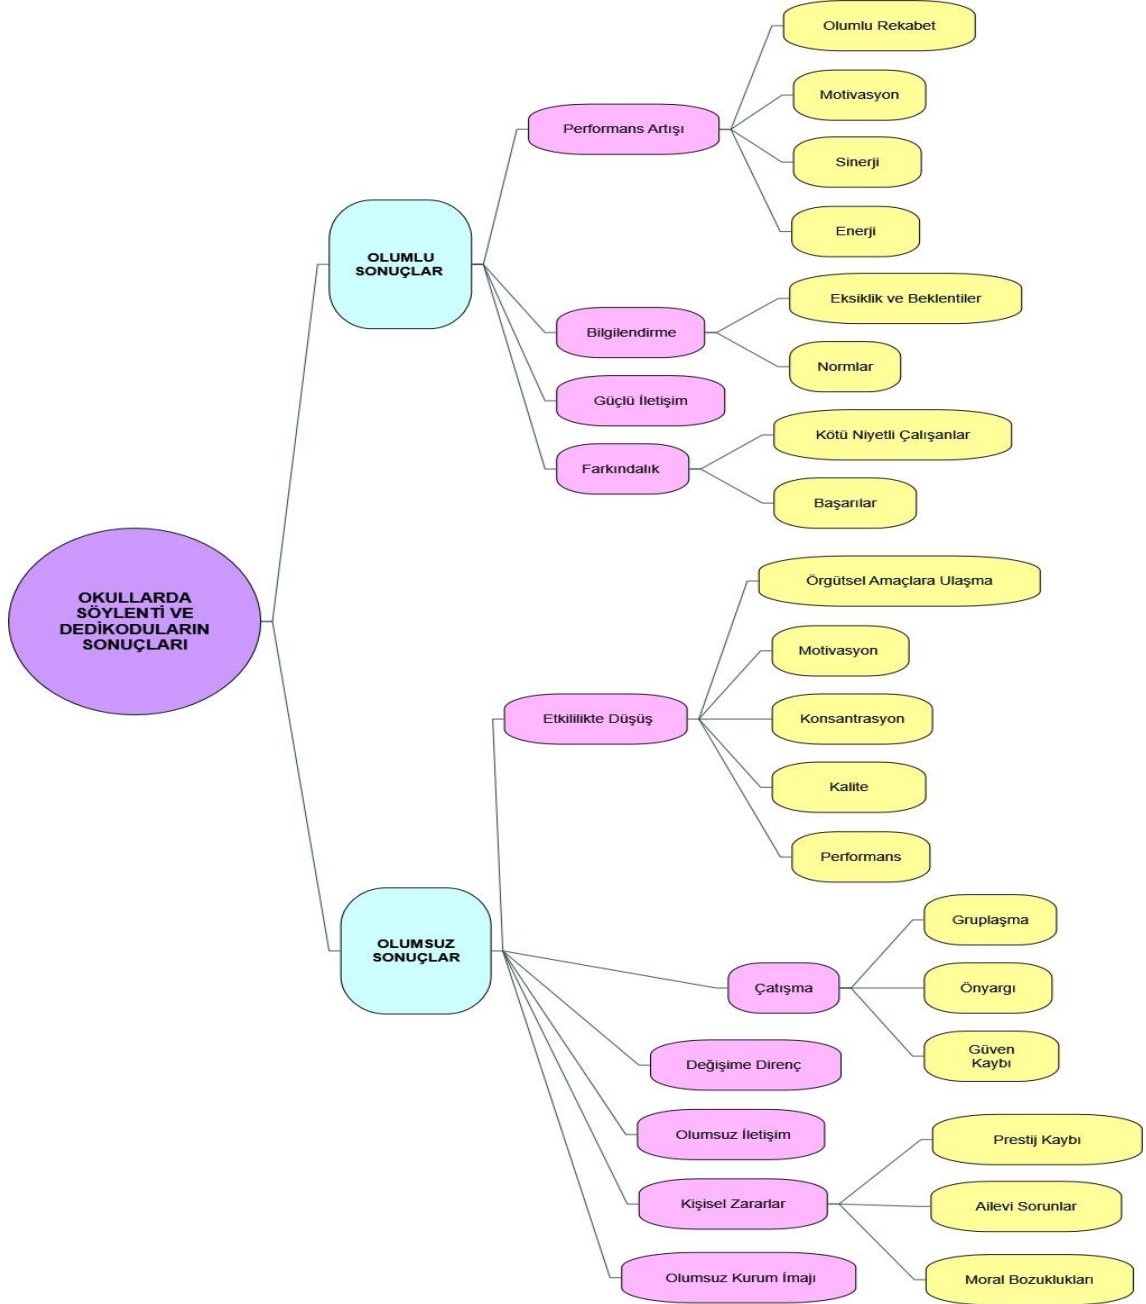 OKULLARDA
SÖYLENTİ VE
DEDİKODULARIN
SONUÇLARI
OLUMLU
SONUÇLAR
Performans Artışı
Olumlu Rekabet
Motivasyon
Sinerji
Enerji
Bilgilendirme
Eksiklik ve Beklentiler
Normlar
Güçlü İletişim
Farkındalık
Kötü Niyetli Çalışanlar
Başarılar
OLUMSUZ
SONUÇLAR
Etkililikte Düşüş
Örgütsel Amaçlara Ulaşma
Motivasyon
Konsantrasyon
Kalite
Performans
Çatışma
Gruplaşma
Önyargı
Güven
Kaybı
Değişime Direnç
Olumsuz İletişim
Kişisel Zararlar
Prestij Kaybı
Ailevi Sorunlar
Moral Bozuklukları
Olumsuz Kurum İmajı